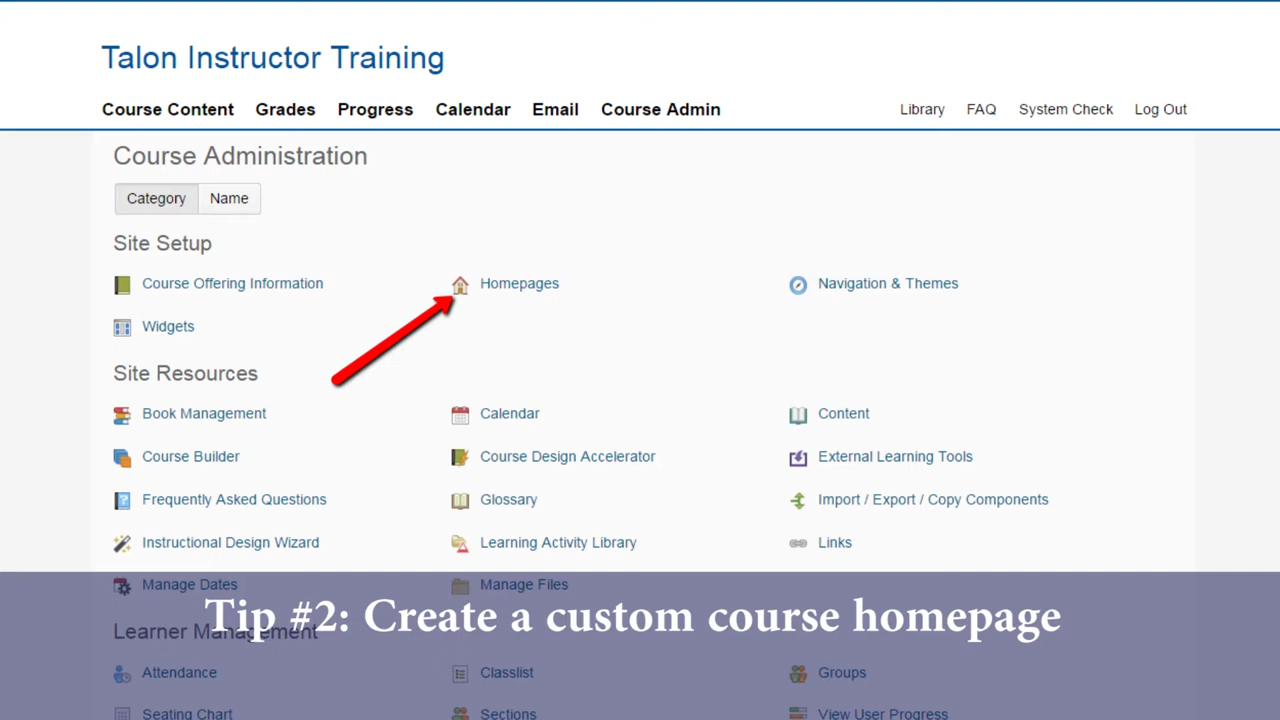 Talon Instructor Training
Course Content Grades Progress Calendar Email Course Admin Library FAQ System Check Log Out
Course Administration
Category Name
Site Setup
Course Offering Information Homepages Navigation & Themes
Widgets
Site Resources
Book Management Calendar Content
Course Builder Course Design Accelerator External Learning Tools
Frequently Asked Questions Glossary Import / Export / Copy Components
Instructional Design Wizard Learning Activity Library Links
Manage Dates Manage Files
Tip #2: Create a custom course homepage
Learner Management
Attendance Classlist Groups
Seating Chart Sections View User Progress